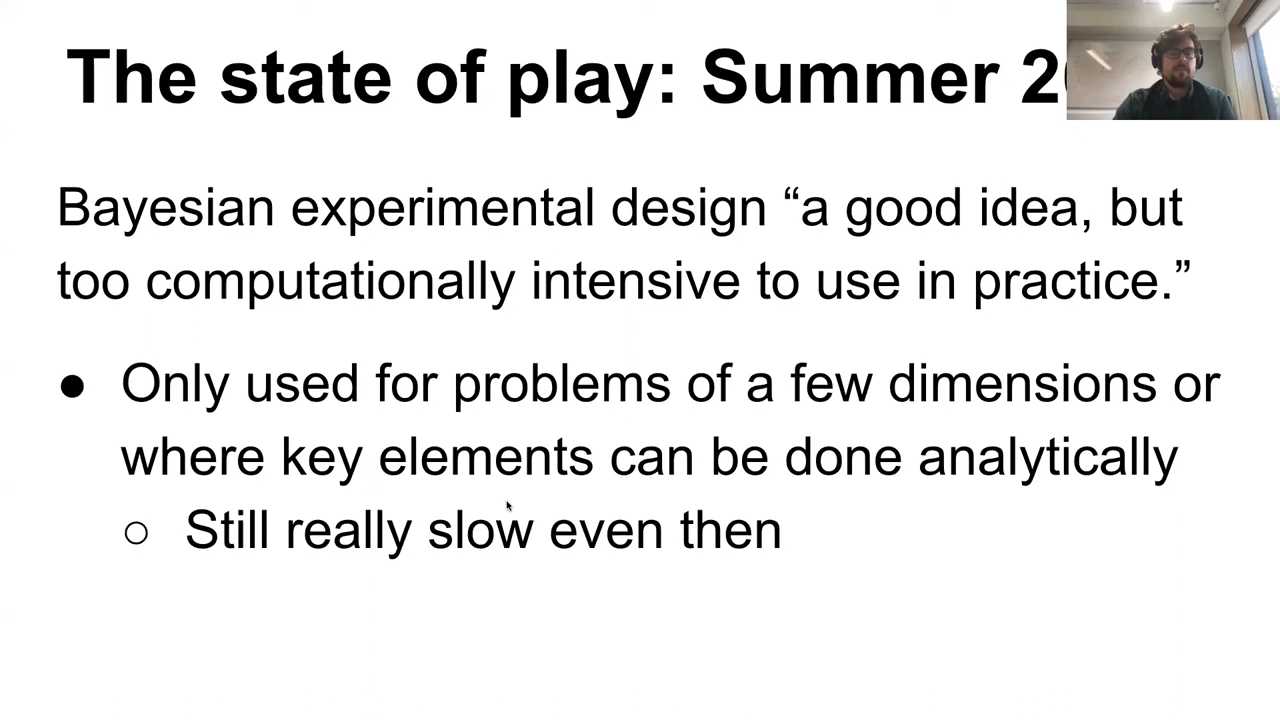 The state of play: Summer
Bayesian experimental design “a good idea, but
too computationally intensive to use in practice.”
● Only used for problems of a few dimensions or
where key elements can be done analytically
○ Still really slow even then